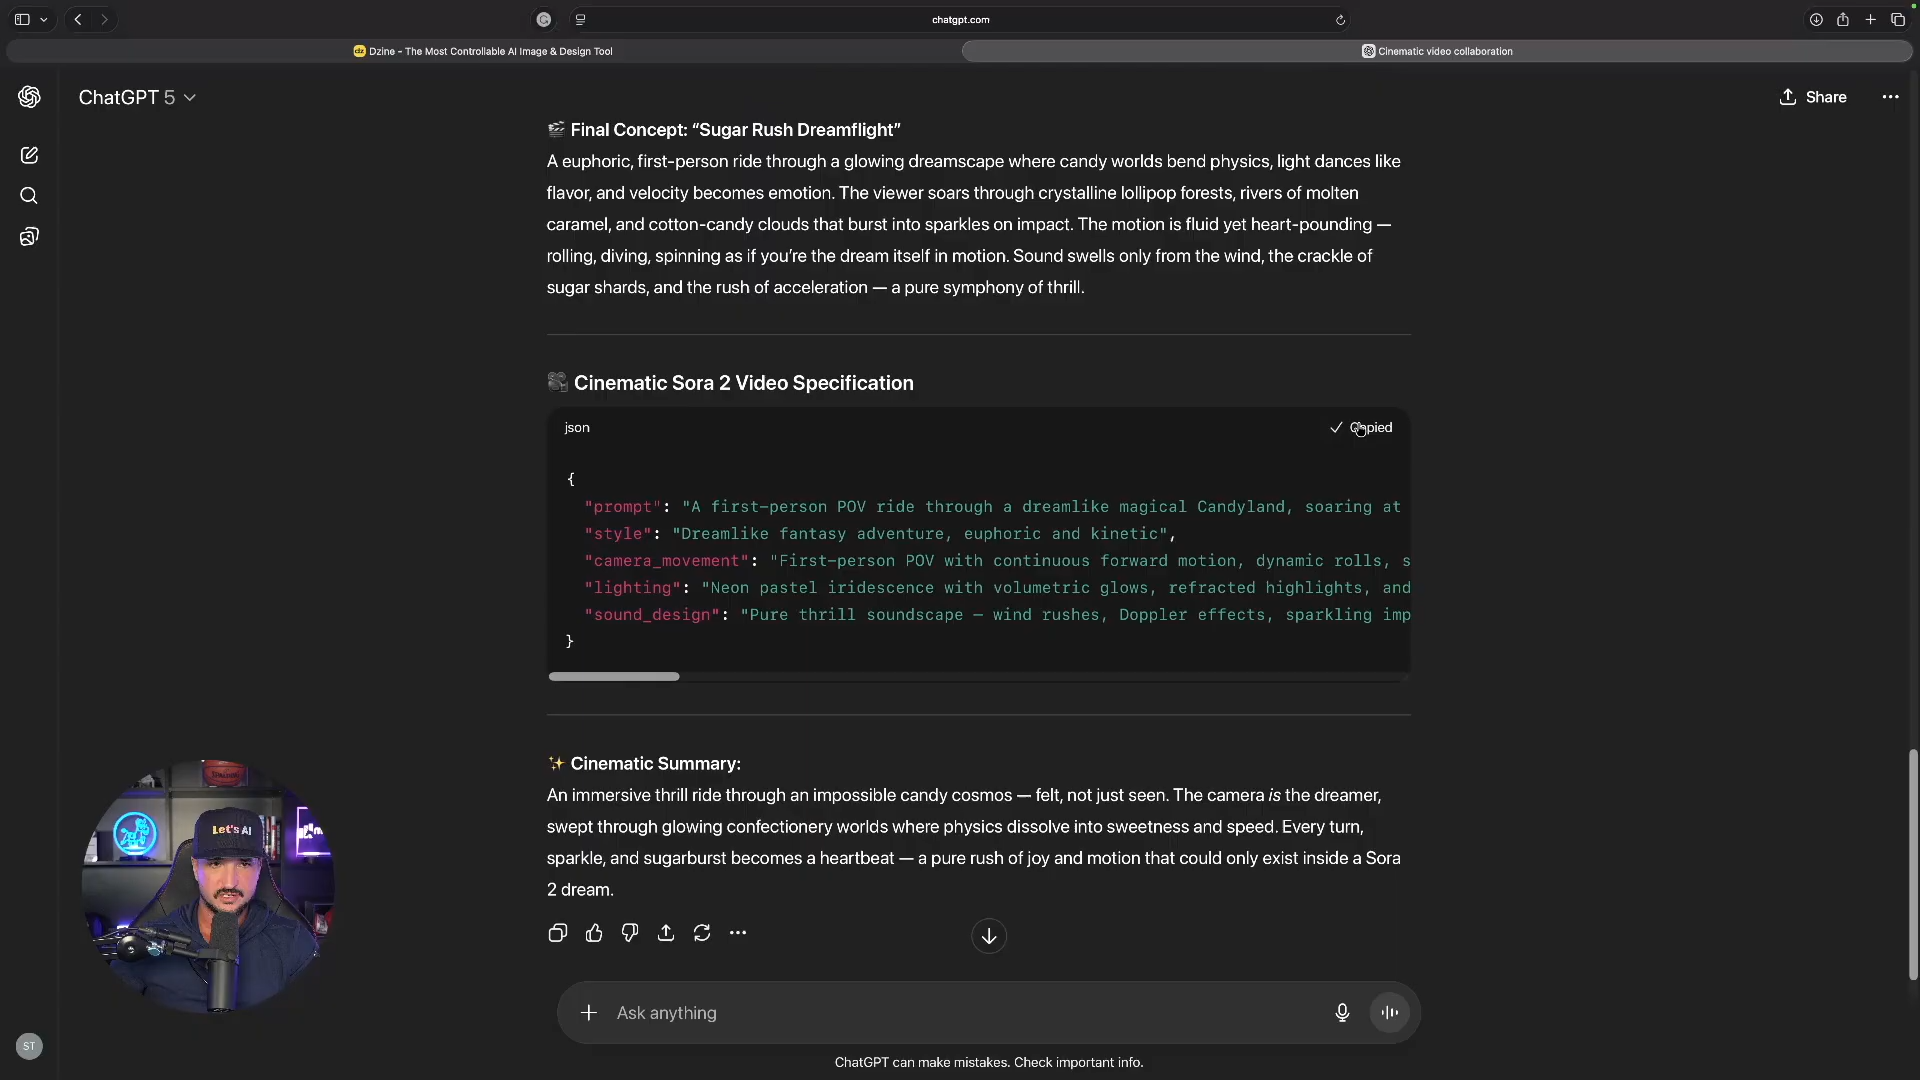 chatgpt.com
dz Dzine - The Most Controllable AI Image & Design Tool
Cinematic video collaboration
ChatGPT 5
Share
Final Concept: “Sugar Rush Dreamflight”
A euphoric, first-person ride through a glowing dreamscape where candy worlds bend physics, light dances like
flavor, and velocity becomes emotion. The viewer soars through crystalline lollipop forests, rivers of molten
caramel, and cotton-candy clouds that burst into sparkles on impact. The motion is fluid yet heart-pounding —
rolling, diving, spinning as if you’re the dream itself in motion. Sound swells only from the wind, the crackle of
sugar shards, and the rush of acceleration — a pure symphony of thrill.
Cinematic Sora 2 Video Specification
json
Copied
{
"prompt": "A first-person POV ride through a dreamlike magical Candyland, soaring at
"style": "Dreamlike fantasy adventure, euphoric and kinetic",
"camera_movement": "First-person POV with continuous forward motion, dynamic rolls, s
"lighting": "Neon pastel iridescence with volumetric glows, refracted highlights, and
"sound_design": "Pure thrill soundscape — wind rushes, Doppler effects, sparkling imp
}
✨ Cinematic Summary:
An immersive thrill ride through an impossible candy cosmos — felt, not just seen. The camera is the dreamer,
swept through glowing confectionery worlds where physics dissolve into sweetness and speed. Every turn,
sparkle, and sugarburst becomes a heartbeat — a pure rush of joy and motion that could only exist inside a Sora
2 dream.
Let's AI
Ask anything
ST
ChatGPT can make mistakes. Check important info.